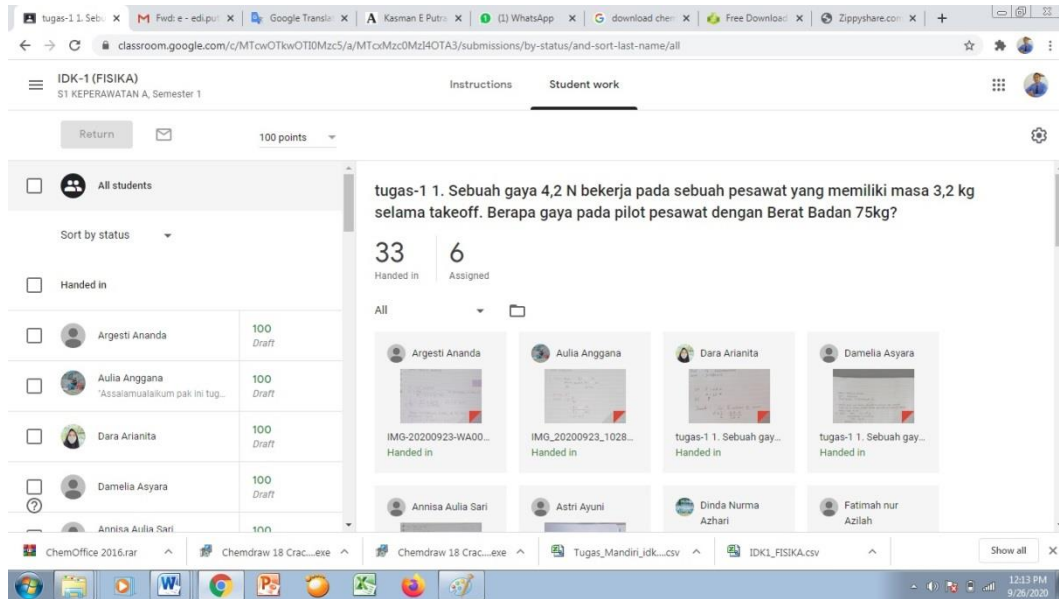 tugas-1 1. Sebu
Fwd: e - edi.put
Google Translat
Kasman E Putra
(1) WhatsApp
download chem
Free Download
Zippyshare.com
classroom.google.com/c/MTcwOTkwOTI0Mzc5/a/MTcxMzc0MzI4OTA3/submissions/by-status/and-sort-last-name/all
IDK-1 (FISIKA)
S1 KEPERAWATAN A, Semester 1
Instructions
Student work
Return
100 points
All students
Sort by status
Handed in
Argesti Ananda
100
Draft
Aulia Anggana
"Assalamualaikum pak ini tug...
100
Draft
Dara Arianita
100
Draft
Damelia Asyara
100
Draft
Annisa Aulia Sari
100
tugas-1 1. Sebuah gaya 4,2 N bekerja pada sebuah pesawat yang memiliki masa 3,2 kg
selama takeoff. Berapa gaya pada pilot pesawat dengan Berat Badan 75kg?
33
Handed in
6
Assigned
All
Argesti Ananda
IMG-20200923-WA00...
Handed in
Aulia Anggana
IMG_20200923_1028...
Handed in
Dara Arianita
tugas-1 1. Sebuah gay...
Handed in
Damelia Asyara
tugas-1 1. Sebuah gay...
Handed in
Annisa Aulia Sari
Astri Ayuni
Dinda Nurma
Azhari
Fatimah nur
Azilah
ChemOffice 2016.rar
Chemdraw 18 Crac....exe
Chemdraw 18 Crac....exe
Tugas_Mandiri_idk....csv
IDK1_FISIKA.csv
Show all
12:13 PM
9/26/2020